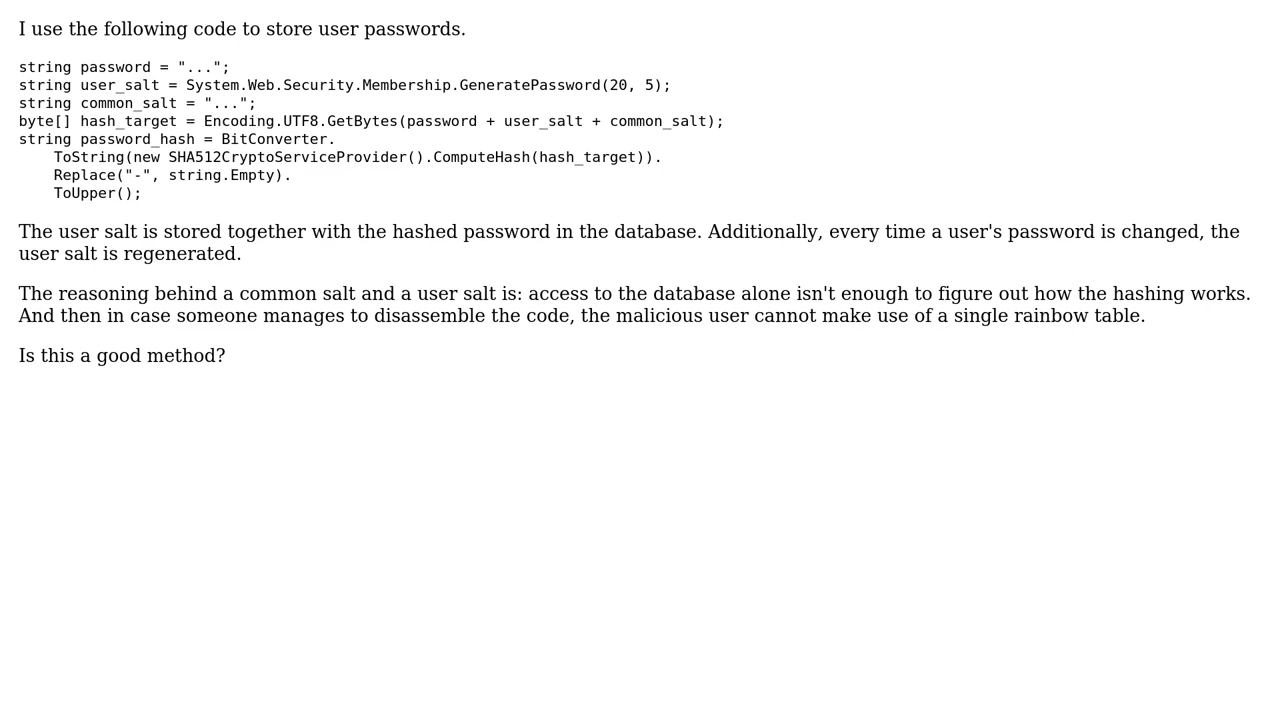 I use the following code to store user passwords.
string password = "...";
string user_salt = System.Web.Security.Membership.GeneratePassword(20, 5);
string common_salt = "...";
byte[] hash_target = Encoding.UTF8.GetBytes(password + user_salt + common_salt);
string password_hash = BitConverter.
    ToString(new SHA512CryptoServiceProvider().ComputeHash(hash_target)).
    Replace("-", string.Empty).
    ToUpper();
The user salt is stored together with the hashed password in the database. Additionally, every time a user's password is changed, the
user salt is regenerated.
The reasoning behind a common salt and a user salt is: access to the database alone isn't enough to figure out how the hashing works.
And then in case someone manages to disassemble the code, the malicious user cannot make use of a single rainbow table.
Is this a good method?